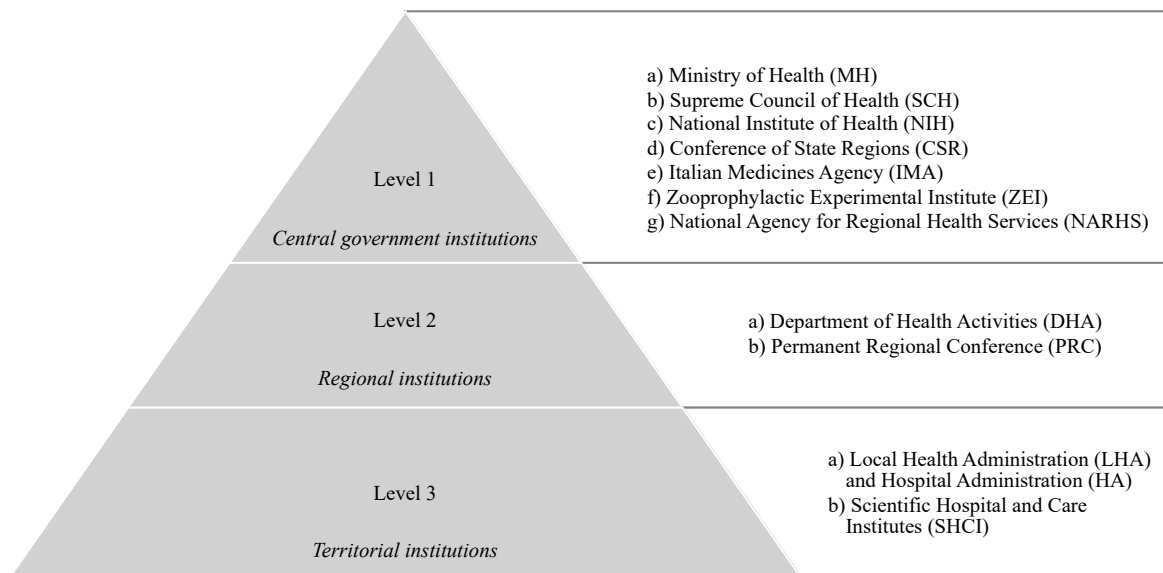 Level 1
Central government institutions
a) Ministry of Health (MH)
b) Supreme Council of Health (SCH)
c) National Institute of Health (NIH)
d) Conference of State Regions (CSR)
e) Italian Medicines Agency (IMA)
f) Zooprophylactic Experimental Institute (ZEI)
g) National Agency for Regional Health Services (NARHS)
Level 2
Regional institutions
a) Department of Health Activities (DHA)
b) Permanent Regional Conference (PRC)
Level 3
Territorial institutions
a) Local Health Administration (LHA)
and Hospital Administration (HA)
b) Scientific Hospital and Care
Institutes (SHCI)